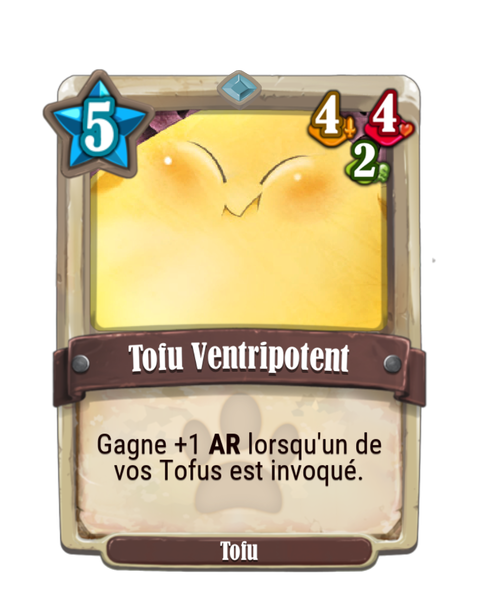 5
4 4
2
Tofu Ventripotent
Gagne +1 AR lorsqu'un de
vos Tofus est invoqué.
Tofu